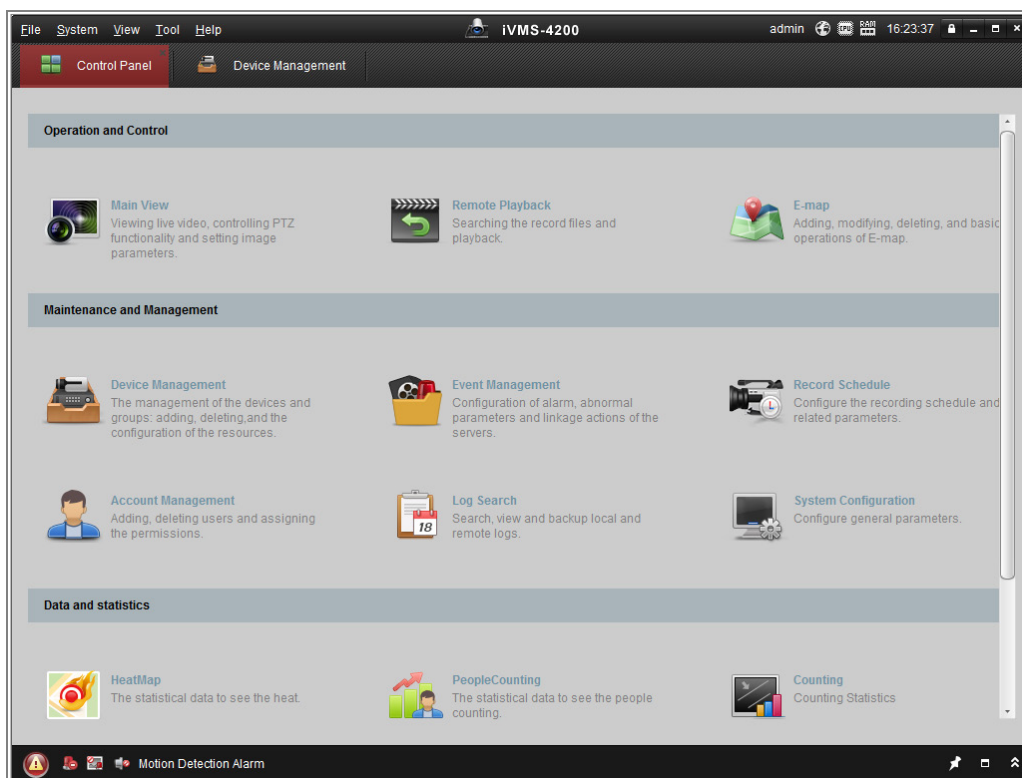 File System View Tool Help iVMS-4200 admin CPU RAM 16:23:37
Control Panel Device Management
Operation and Control
Main View
Viewing live video, controlling PTZ
functionality and setting image
parameters.
Remote Playback
Searching the record files and
playback.
E-map
Adding, modifying, deleting, and basic
operations of E-map.
Maintenance and Management
Device Management
The management of the devices and
groups: adding, deleting,and the
configuration of the resources.
Event Management
Configuration of alarm, abnormal
parameters and linkage actions of the
servers.
Record Schedule
Configure the recording schedule and
related parameters.
Account Management
Adding, deleting users and assigning
the permissions.
18
Log Search
Search, view and backup local and
remote logs.
System Configuration
Configure general parameters.
Data and statistics
HeatMap
The statistical data to see the heat.
PeopleCounting
The statistical data to see the people
counting.
Counting
Counting Statistics
Motion Detection Alarm